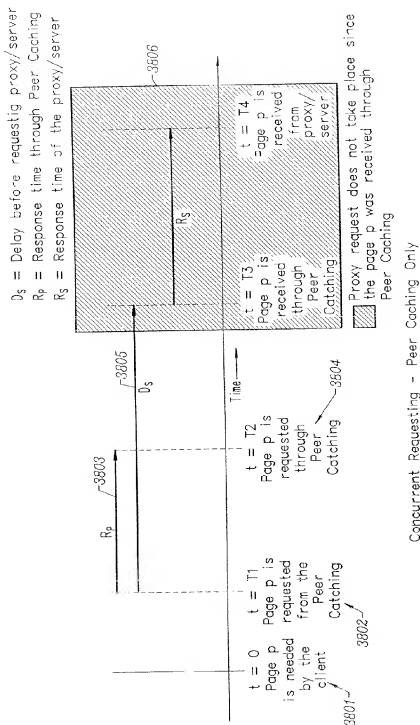 Ds = Delay before requestig proxy/server
Rp = Response time through Peer Caching
Rs = Response time of the proxy/server
3806
3805
3803
Rp
Ds
Rs
Time
t = 0
Page p
is needed
by the
client
3801
t = T1
Page p is
requested
from the
Peer
Catching
3802
t = T2
Page p is
requested
through
Peer
Catching
3804
t = T3
Page p is
received
through
Peer
Catching
t = T4
Page p is
received
from proxy/
server
Proxy request does not take place since
the page p was received through
Peer Caching
Concurrent Requesting - Peer Caching Only